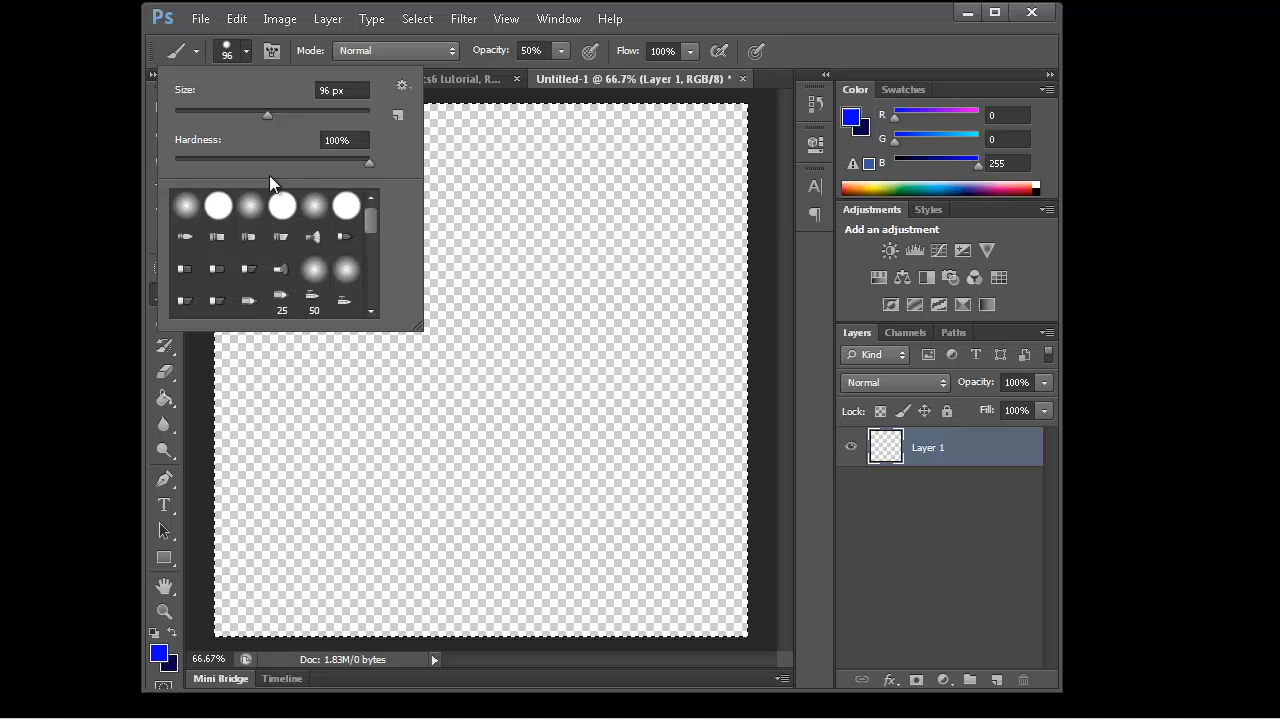 Ps File Edit Image Layer Type Select Filter View Window Help
96 Mode: Normal Opacity: 50% Flow: 100%
s6 tutorial, R... × Untitled-1 @ 66.7% (Layer 1, RGB/8) * ×
Size: 96 px
Hardness: 100%
25 50
Color Swatches
R 0
G 0
B 255
A
Adjustments Styles
Add an adjustment
Layers Channels Paths
Kind T
Normal Opacity: 100%
Lock: Fill: 100%
Layer 1
fx
T
66.67% Doc: 1.83M/0 bytes
Mini Bridge Timeline